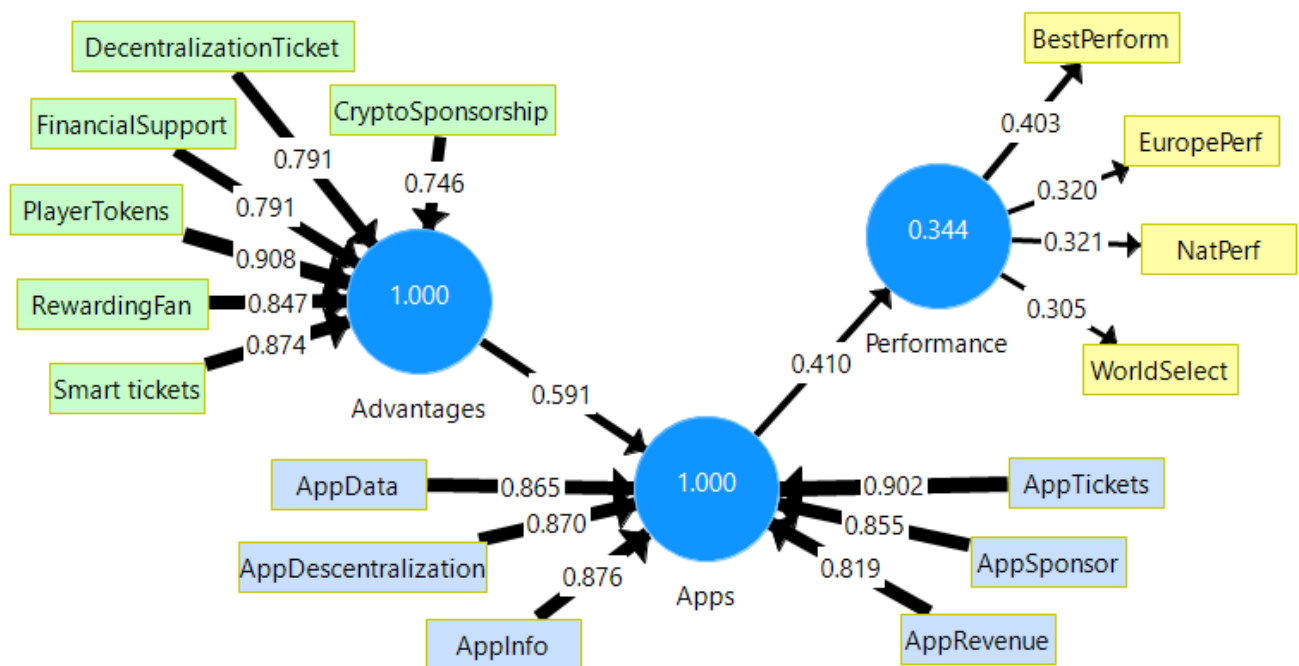 DecentralizationTicket
BestPerform
CryptoSponsorship
FinancialSupport
0.403
EuropePerf
0.791
0.746
0.320
PlayerTokens
0.791
0.344
0.321
NatPerf
0.908
RewardingFan
0.847
1.000
0.305
0.874
Performance
WorldSelect
0.410
Smart tickets
0.591
Advantages
AppData
0.865
1.000
0.902
AppTickets
0.870
0.855
AppDescentralization
AppSponsor
0.876
0.819
Apps
AppInfo
AppRevenue